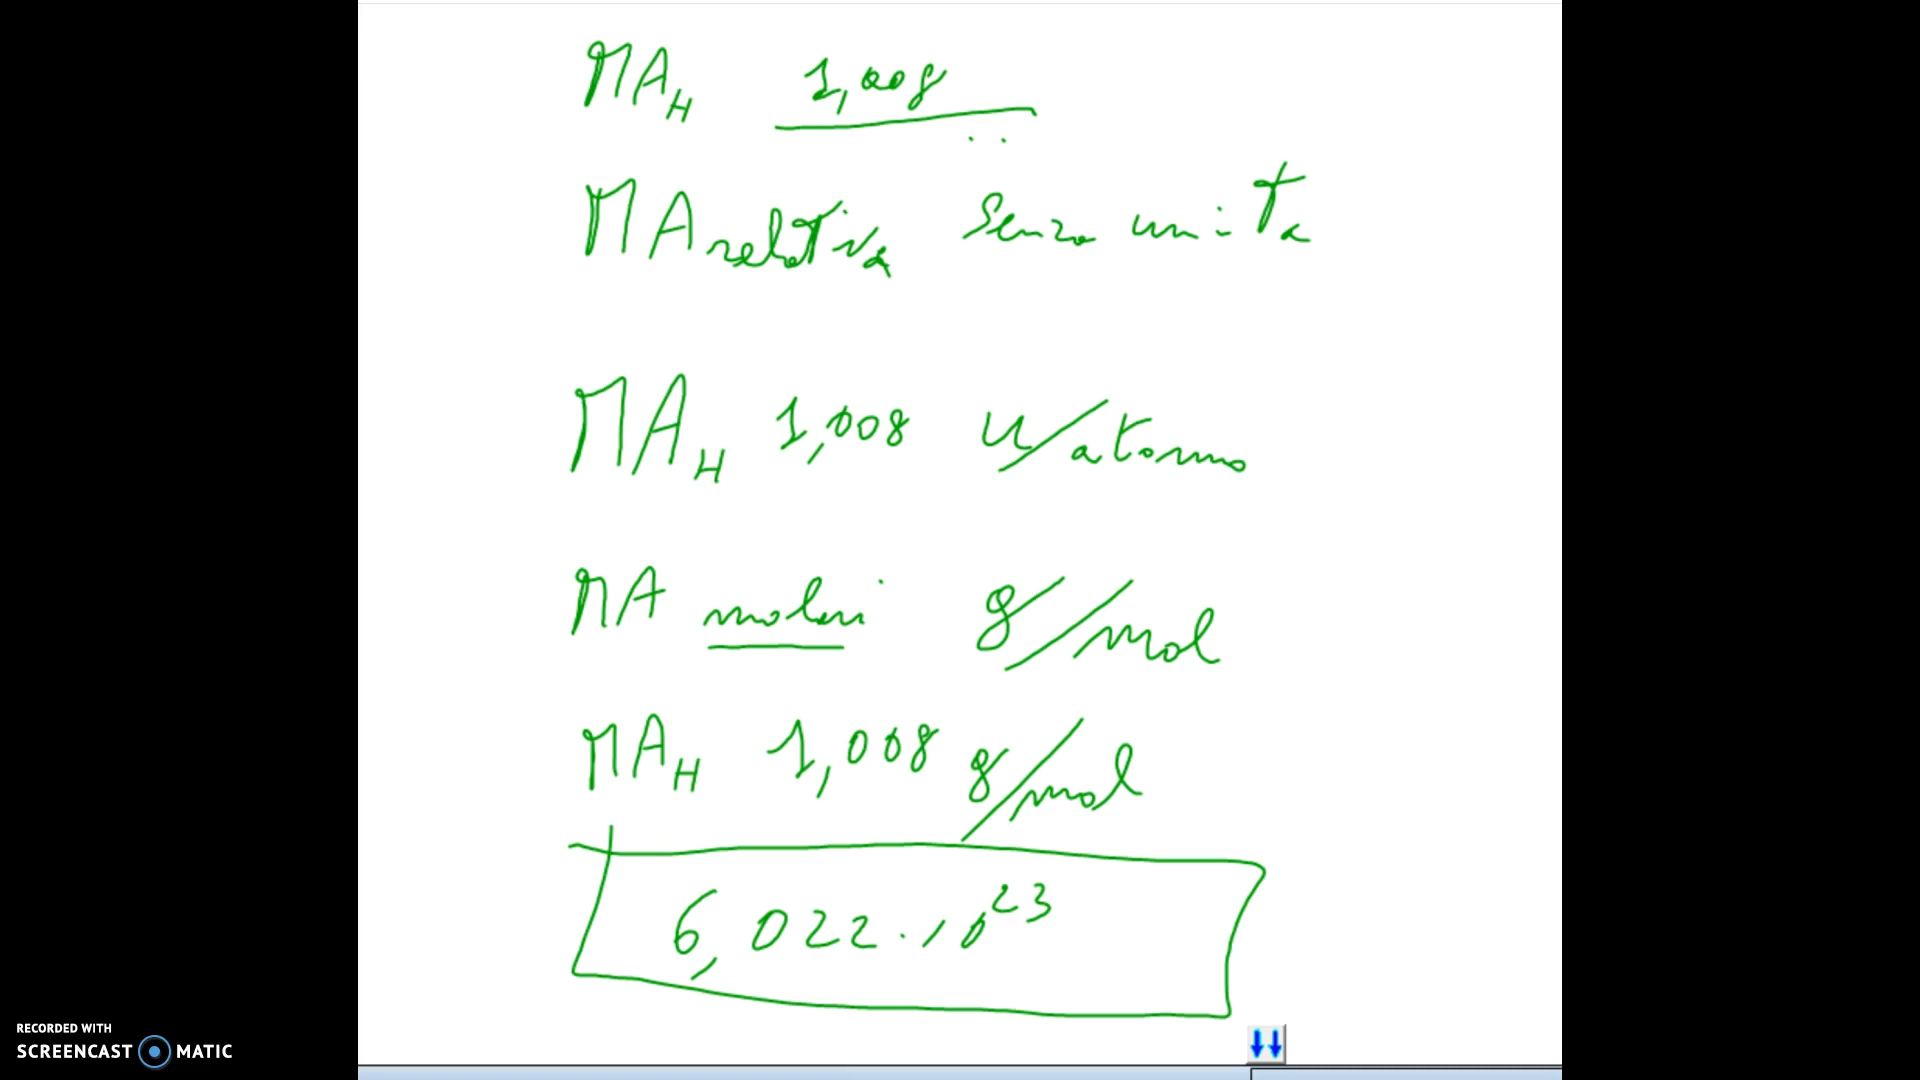 MA_H 1,008
MA relativa senza unita
MA_H 1,008 u/atomo
MA molari g/mol
MA_H 1,008 g/mol
6,022 · 10^23
RECORDED WITH
SCREENCAST MATIC